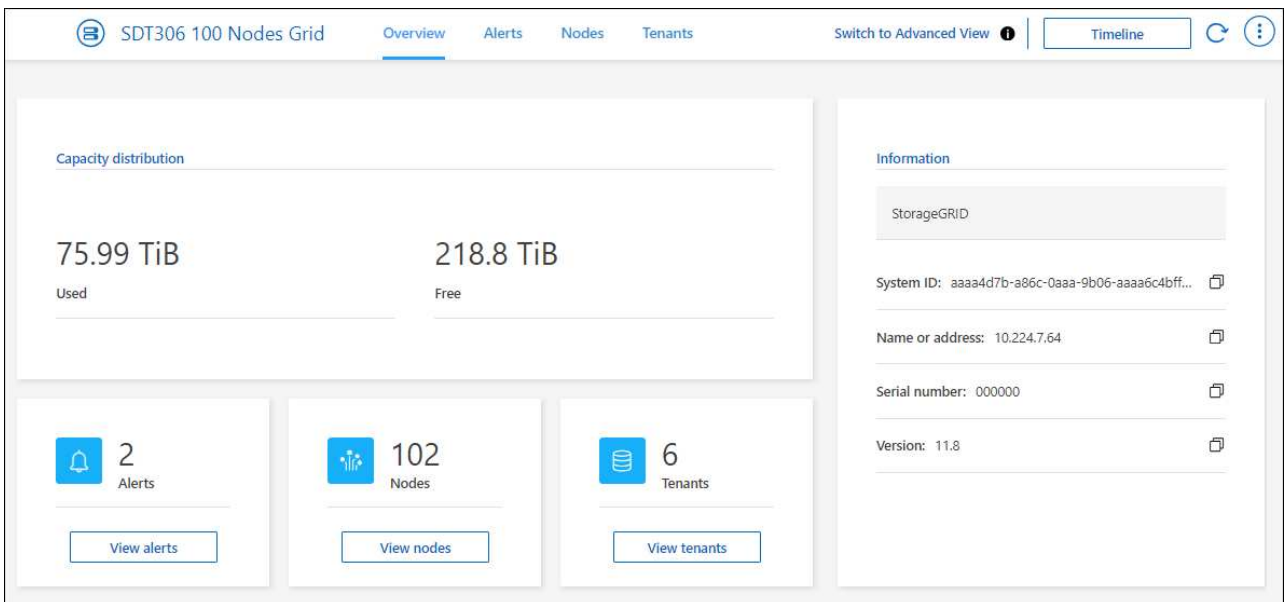 SDT306 100 Nodes Grid Overview Alerts Nodes Tenants Switch to Advanced View Timeline
Capacity distribution
75.99 TiB
Used
218.8 TiB
Free
2
Alerts
View alerts
102
Nodes
View nodes
6
Tenants
View tenants
Information
StorageGRID
System ID: aaaa4d7b-a86c-0aaa-9b06-aaaa6c4bff...
Name or address: 10.224.7.64
Serial number: 000000
Version: 11.8